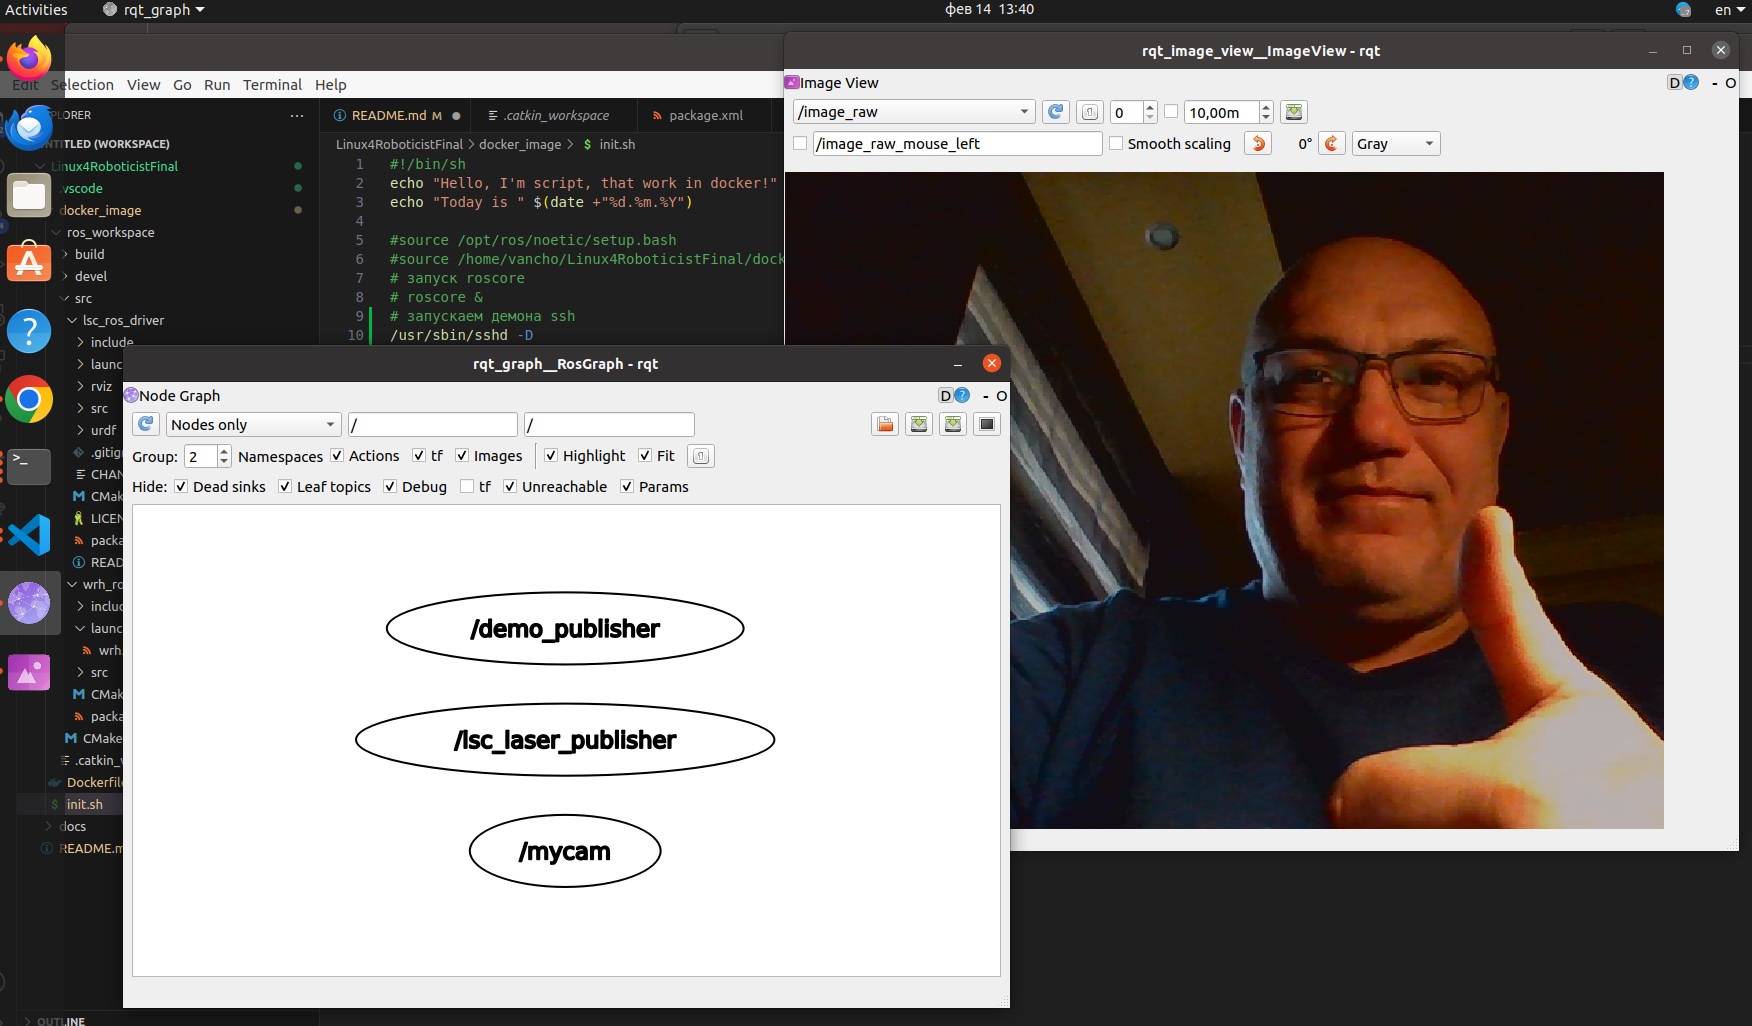 Activities
rqt_graph
фев 14 13:40
en
Edit Selection View Go Run Terminal Help
PLORER
NTITLED (WORKSPACE)
Linux4RoboticistFinal
.vscode
docker_image
ros_workspace
build
devel
src
lsc_ros_driver
include
launc
rviz
src
urdf
.gitig
CHAN
CMak
LICEN
packa
READ
wrh_ro
includ
launc
wrh.
src
CMak
packa
CMake
.catkin_v
Dockerfile
init.sh
docs
README.m
OUTLINE
README.md M
.catkin_workspace
package.xml
Linux4RoboticistFinal > docker_image > $ init.sh
1 #!/bin/sh
2 echo "Hello, I'm script, that work in docker!"
3 echo "Today is " $(date +"%d.%m.%Y")
4
5 #source /opt/ros/noetic/setup.bash
6 #source /home/vancho/Linux4RoboticistFinal/dock
7 # запуск roscore
8 # roscore &
9 # запускаем демона ssh
10 /usr/sbin/sshd -D
rqt_image_view__ImageView - rqt
Image View
D ? - O
/image_raw
0
10,00m
/image_raw_mouse_left
Smooth scaling
0°
Gray
rqt_graph__RosGraph - rqt
Node Graph
D ? - O
Nodes only
/
/
Group: 2 Namespaces Actions tf Images Highlight Fit
Hide: Dead sinks Leaf topics Debug tf Unreachable Params
/demo_publisher
/lsc_laser_publisher
/mycam